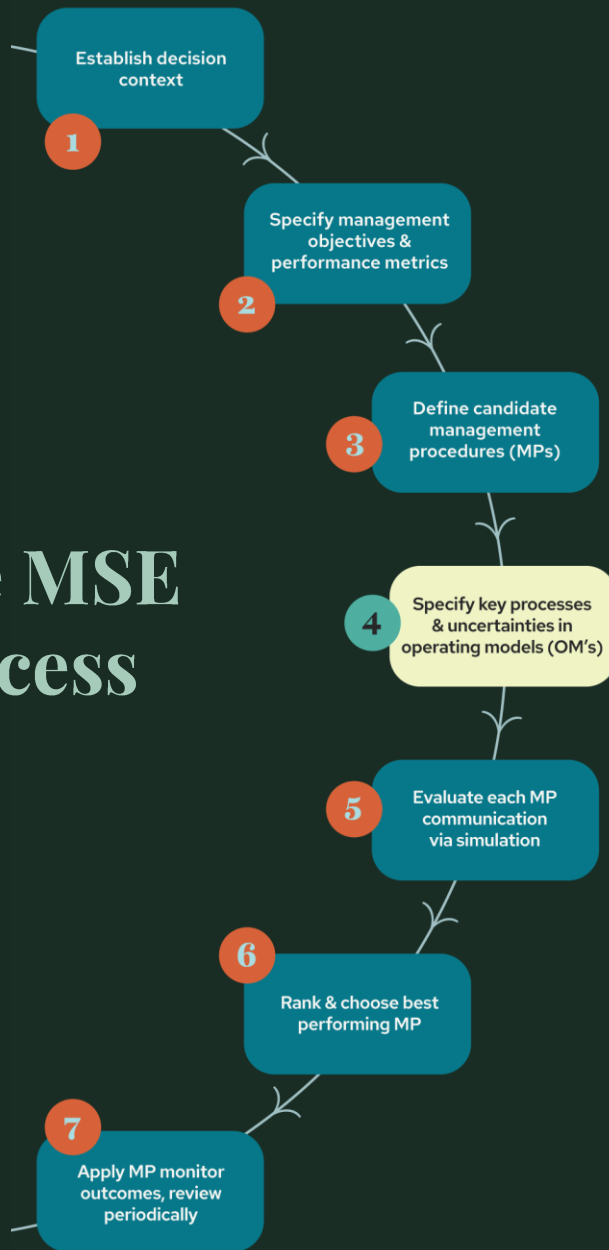 Establish decision
context
1
Specify management
objectives &
performance metrics
2
Define candidate
management
procedures (MPs)
3
MSE
cess
Specify key processes
& uncertainties in
operating models (OM's)
4
Evaluate each MP
communication
via simulation
5
6
Rank & choose best
performing MP
7
Apply MP monitor
outcomes, review
periodically